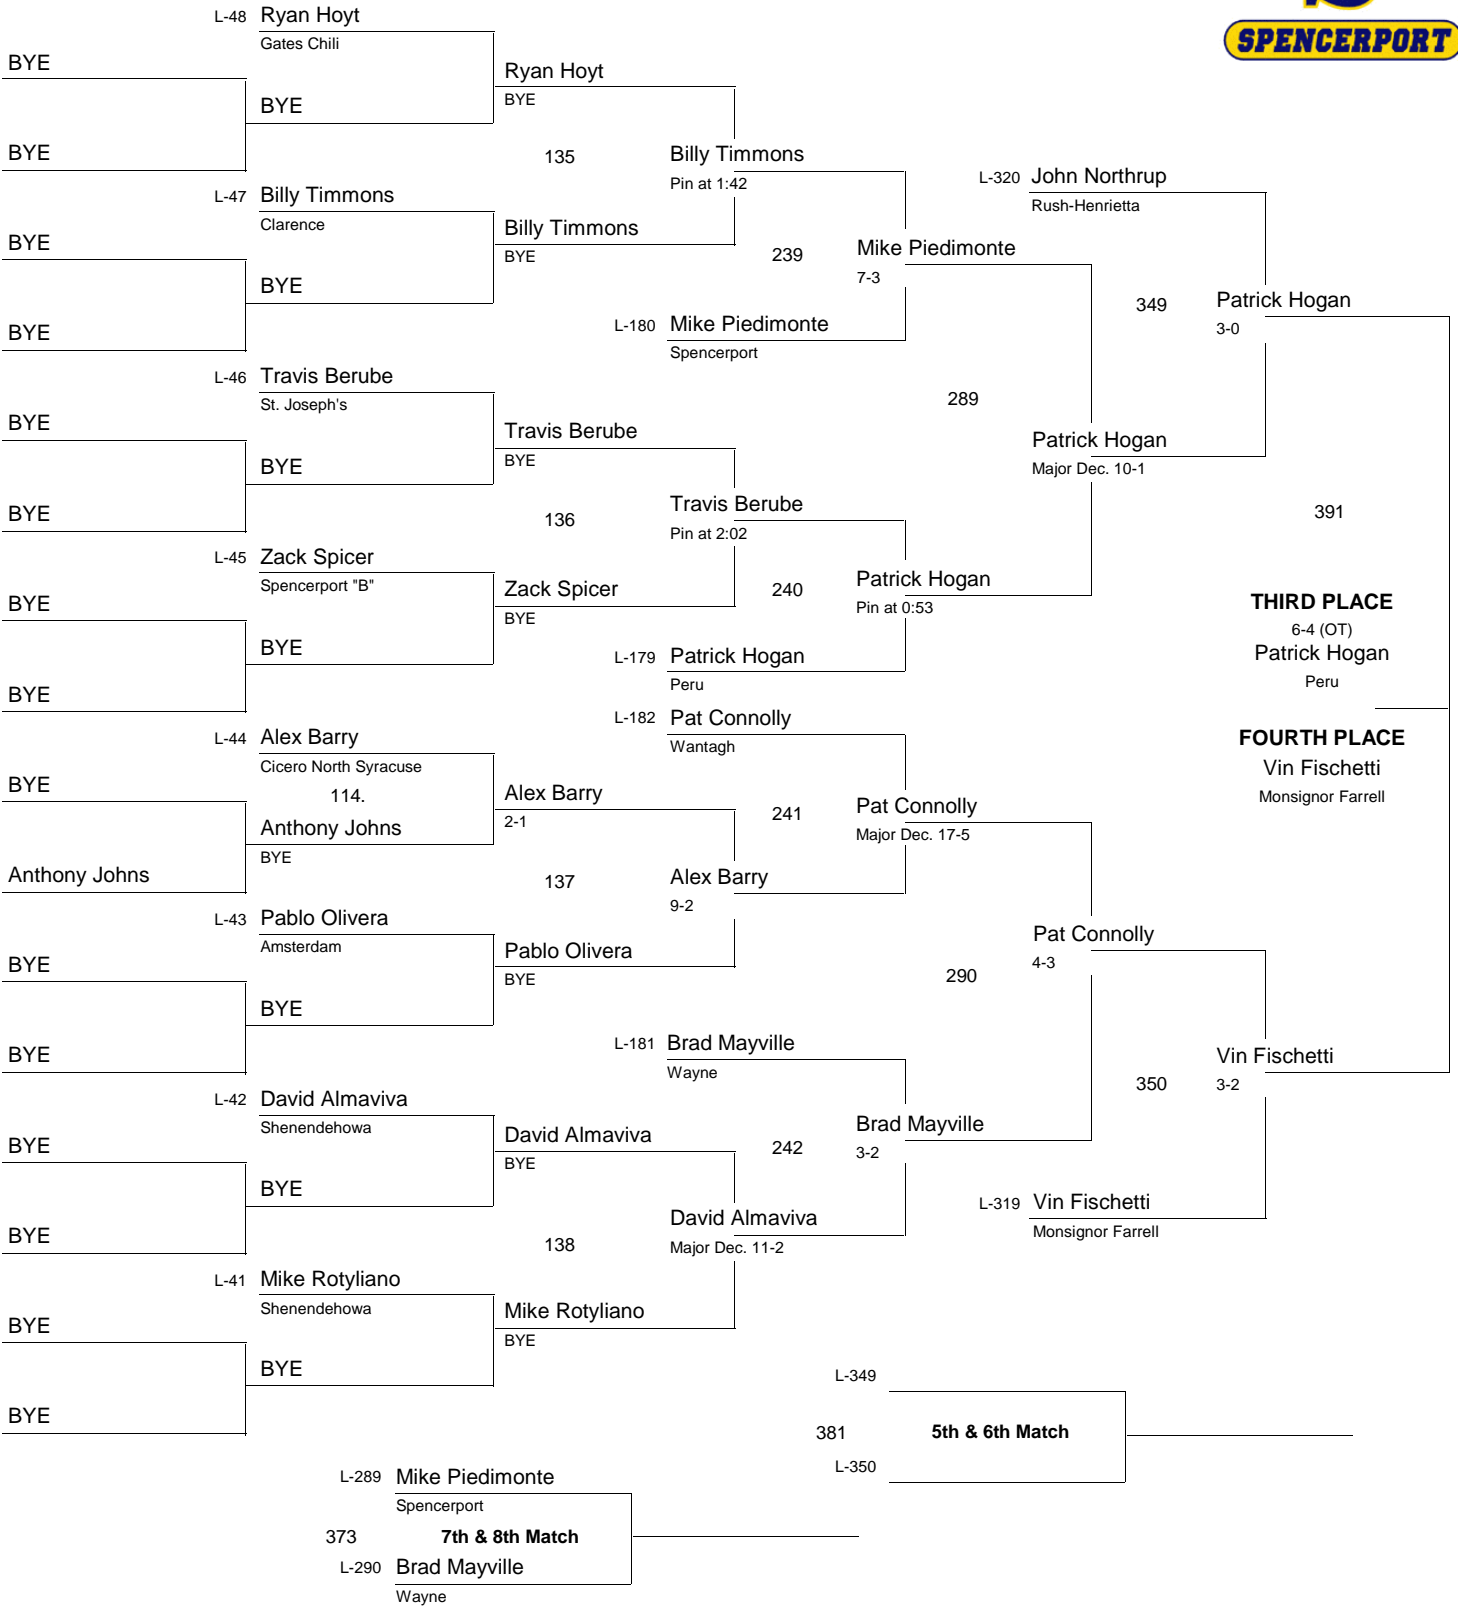 L-48 Ryan Hoyt
SPENCERPORT
Gates Chili
BYE
Ryan Hoyt
BYE
BYE
BYE
135
Billy Timmons
Pin at 1:42
L-320 John Northrup
Rush-Henrietta
L-47 Billy Timmons
Clarence
Billy Timmons
BYE
BYE
239
Mike Piedimonte
7-3
BYE
349
Patrick Hogan
3-0
L-180 Mike Piedimonte
Spencerport
BYE
L-46 Travis Berube
St. Joseph's
289
BYE
Travis Berube
BYE
Patrick Hogan
Major Dec. 10-1
BYE
Travis Berube
Pin at 2:02
BYE
136
391
L-45 Zack Spicer
Spencerport "B"
Zack Spicer
BYE
240
Patrick Hogan
Pin at 0:53
BYE
THIRD PLACE
6-4 (OT)
Patrick Hogan
Peru
BYE
L-179 Patrick Hogan
Peru
BYE
L-182 Pat Connolly
Wantagh
L-44 Alex Barry
Cicero North Syracuse
FOURTH PLACE
Vin Fischetti
Monsignor Farrell
BYE
114.
Alex Barry
2-1
241
Pat Connolly
Major Dec. 17-5
Anthony Johns
BYE
Anthony Johns
137
Alex Barry
9-2
L-43 Pablo Olivera
Amsterdam
Pablo Olivera
BYE
BYE
Pat Connolly
4-3
290
BYE
L-181 Brad Mayville
Wayne
BYE
Vin Fischetti
3-2
350
L-42 David Almaviva
Shenendehowa
David Almaviva
BYE
BYE
242
Brad Mayville
3-2
BYE
L-319 Vin Fischetti
Monsignor Farrell
David Almaviva
Major Dec. 11-2
BYE
138
L-41 Mike Rotyliano
Shenendehowa
Mike Rotyliano
BYE
BYE
BYE
L-349
BYE
381
5th & 6th Match
L-350
L-289 Mike Piedimonte
Spencerport
373
7th & 8th Match
L-290 Brad Mayville
Wayne